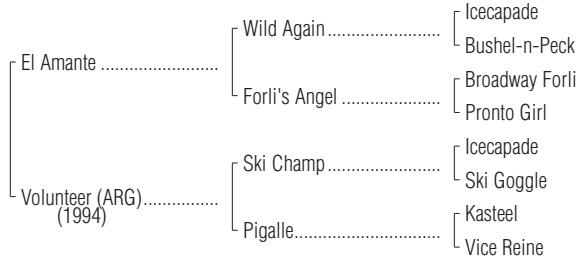 Icecapade
Wild Again
Bushel-n-Peck
El Amante
Broadway Forli
Forli's Angel
Pronto Girl
Icecapade
Ski Champ
Ski Goggle
Volunteer (ARG)
(1994)
Kasteel
Pigalle
Vice Reine